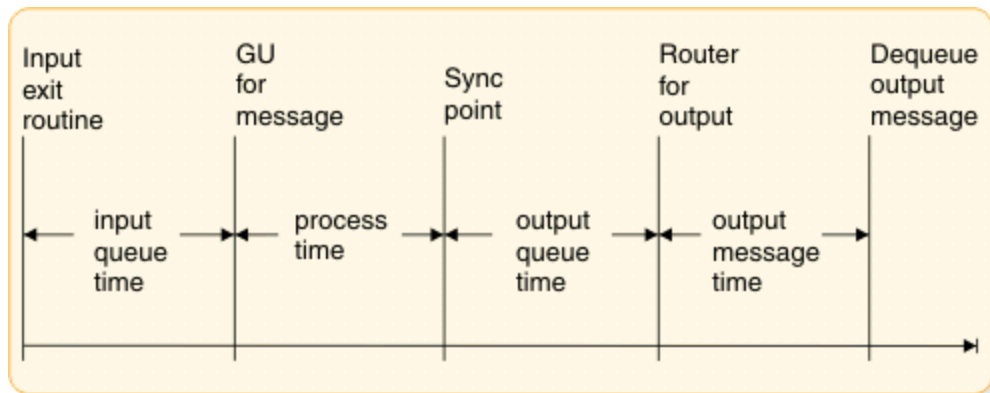 Input
exit
routine
GU
for
message
Sync
point
Router
for
output
Dequeue
output
message
input
queue
time
process
time
output
queue
time
output
message
time